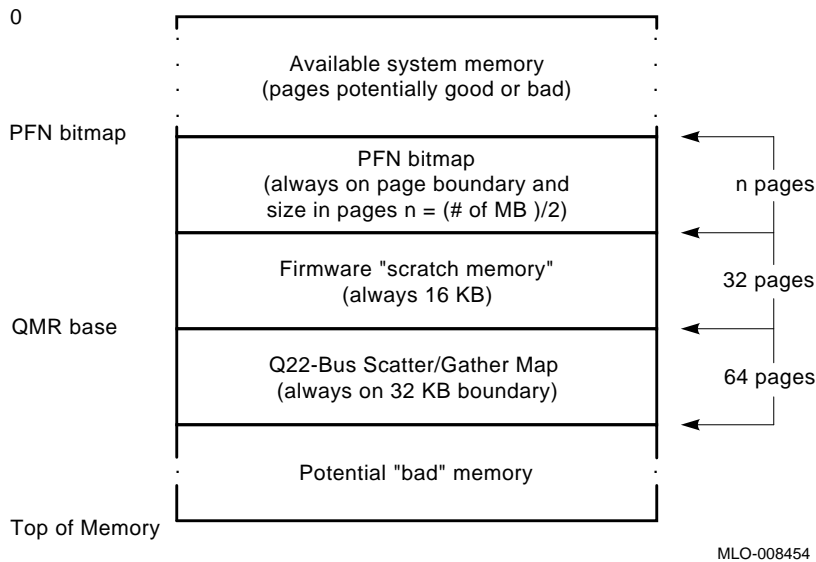 0
Available system memory
(pages potentially good or bad)
PFN bitmap
PFN bitmap
(always on page boundary and
size in pages n = (# of MB )/2)
n pages
Firmware "scratch memory"
(always 16 KB)
32 pages
QMR base
Q22-Bus Scatter/Gather Map
(always on 32 KB boundary)
64 pages
Potential "bad" memory
Top of Memory
MLO-008454